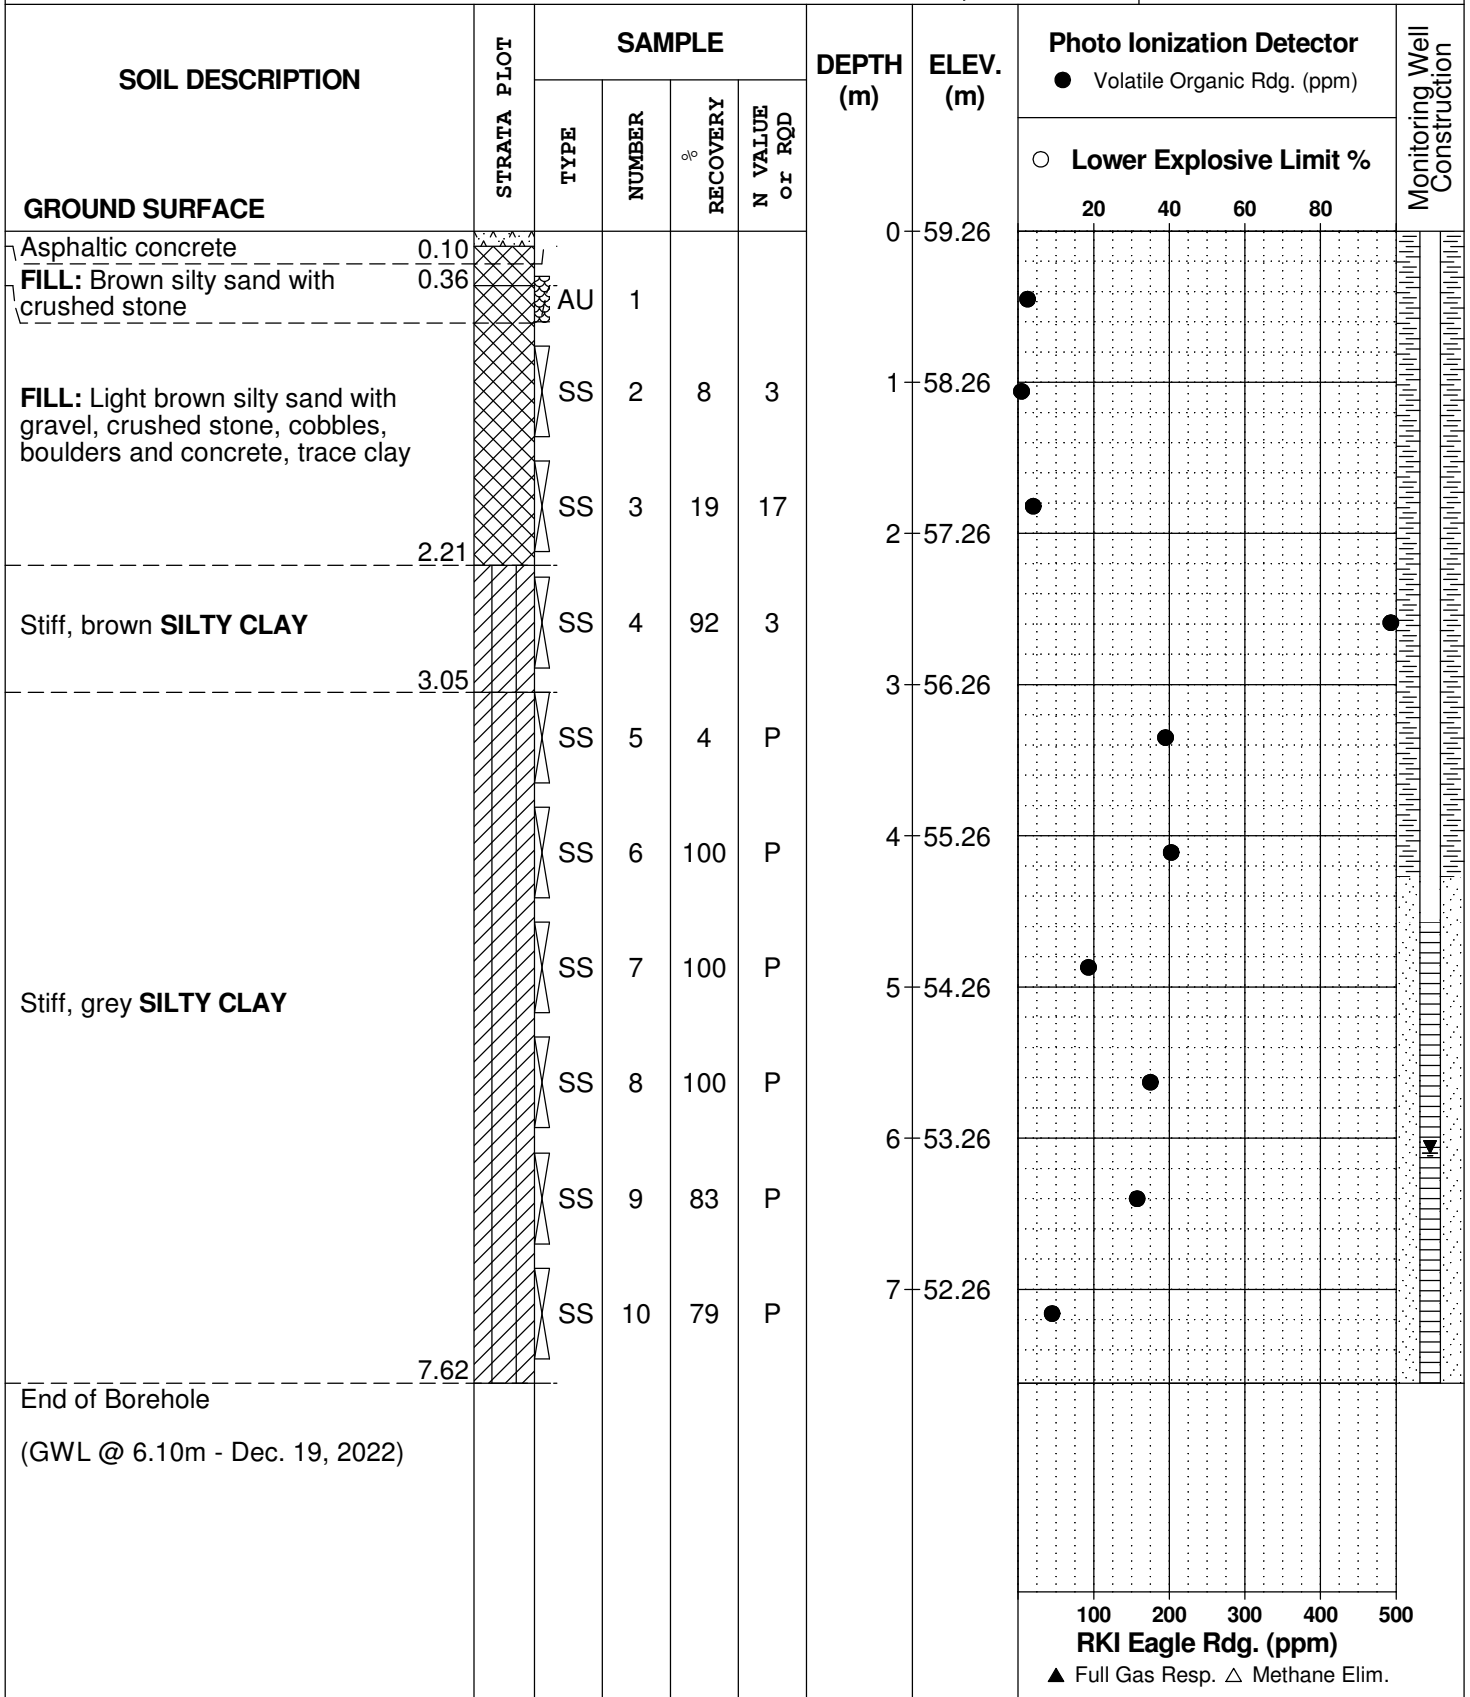 SOIL DESCRIPTION
GROUND SURFACE
STRATA PLOT
SAMPLE
TYPE
NUMBER
%
RECOVERY
N VALUE
or RQD
DEPTH
(m)
ELEV.
(m)
Photo Ionization Detector
● Volatile Organic Rdg. (ppm)
○ Lower Explosive Limit %
20 40 60 80
Monitoring Well
Construction
0 59.26
Asphaltic concrete 0.10
FILL: Brown silty sand with 0.36
crushed stone
AU 1
FILL: Light brown silty sand with
gravel, crushed stone, cobbles,
boulders and concrete, trace clay
SS 2 8 3
1 58.26
SS 3 19 17
2 57.26
2.21
Stiff, brown SILTY CLAY
SS 4 92 3
3.05
3 56.26
SS 5 4 P
4 55.26
SS 6 100 P
SS 7 100 P
5 54.26
Stiff, grey SILTY CLAY
SS 8 100 P
6 53.26
SS 9 83 P
7 52.26
SS 10 79 P
7.62
End of Borehole
(GWL @ 6.10m - Dec. 19, 2022)
100 200 300 400 500
RKI Eagle Rdg. (ppm)
▲ Full Gas Resp. △ Methane Elim.